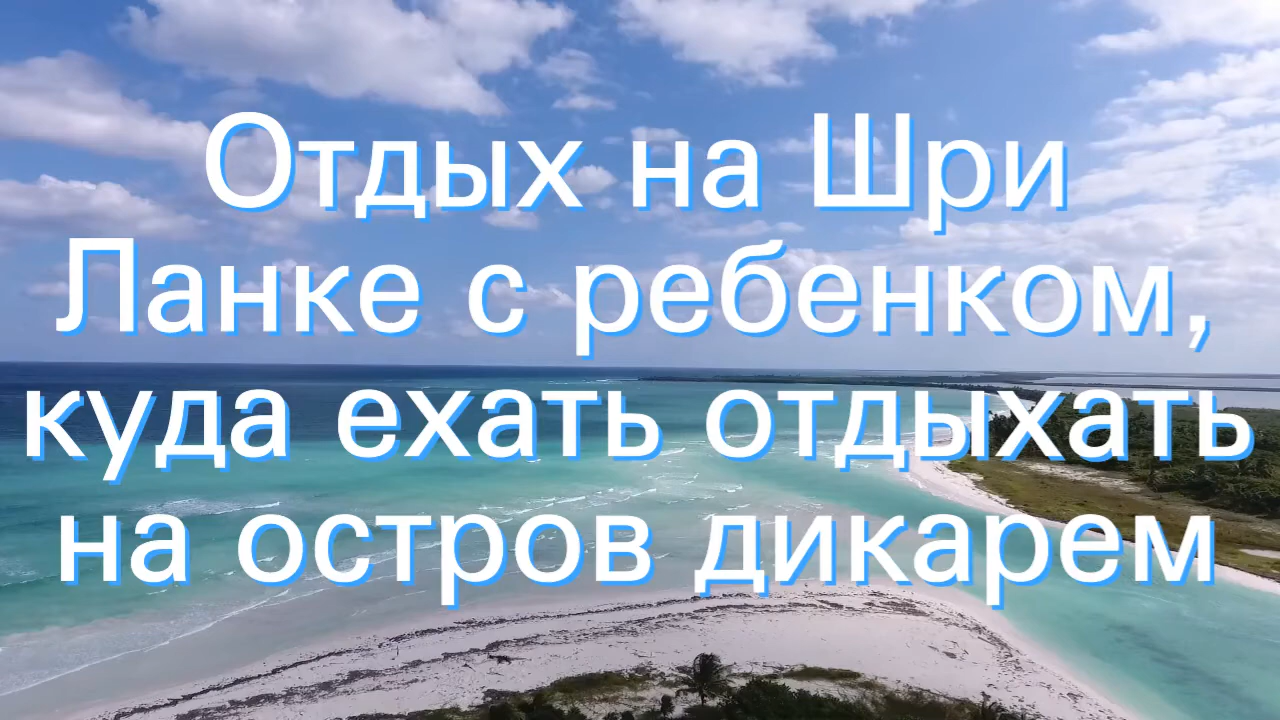 Отдых на Шри
Ланке с ребенком,
куда ехать отдыхать
на остров дикарем